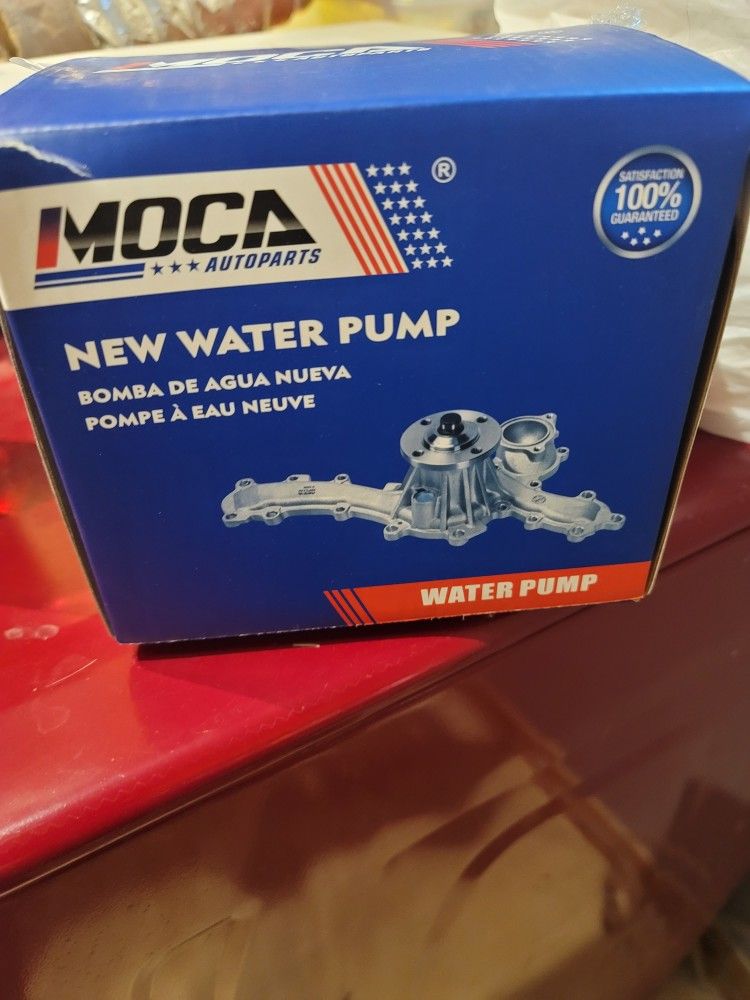 MOCA
®
AUTOPARTS
SATISFACTION
100%
GUARANTEED
NEW WATER PUMP
BOMBA DE AGUA NUEVA
POMPE À EAU NEUVE
WATER PUMP